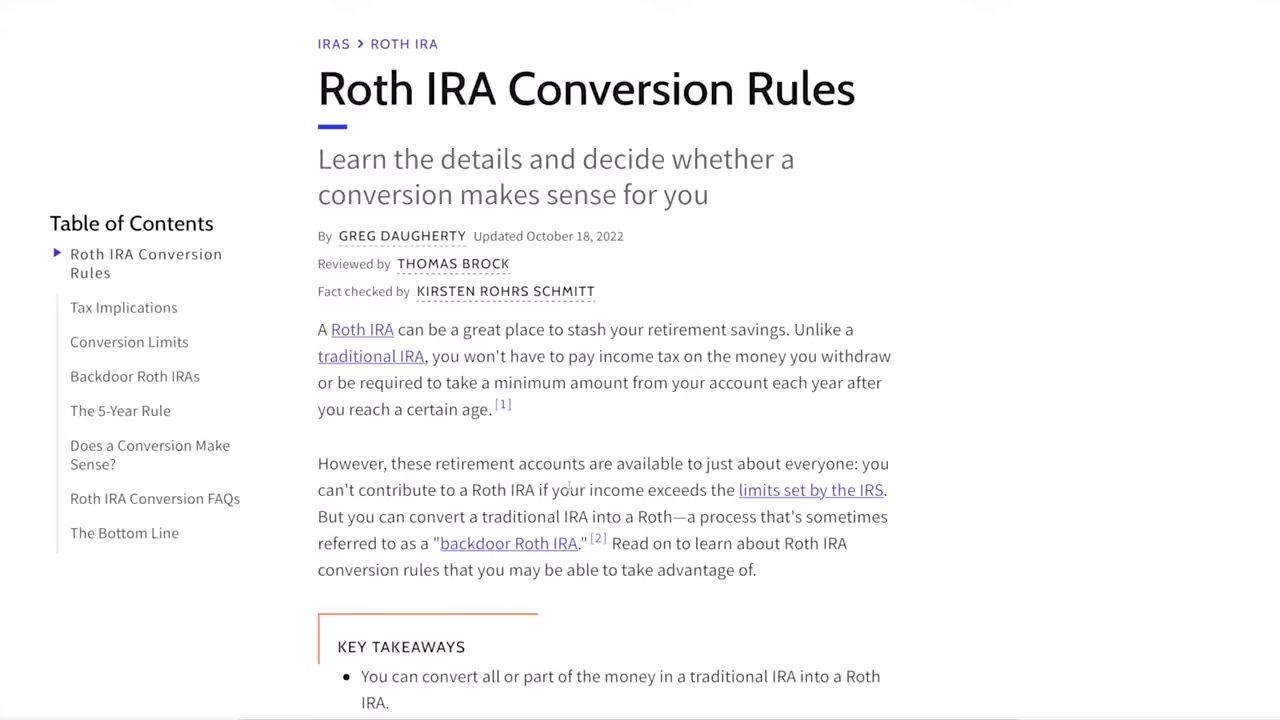 IRAS > ROTH IRA
Roth IRA Conversion Rules
Learn the details and decide whether a
conversion makes sense for you
By GREG DAUGHERTY Updated October 18, 2022
Reviewed by THOMAS BROCK
Fact checked by KIRSTEN ROHRS SCHMITT
Table of Contents
Roth IRA Conversion
Rules
Tax Implications
Conversion Limits
Backdoor Roth IRAs
The 5-Year Rule
Does a Conversion Make
Sense?
Roth IRA Conversion FAQs
The Bottom Line
A Roth IRA can be a great place to stash your retirement savings. Unlike a
traditional IRA, you won't have to pay income tax on the money you withdraw
or be required to take a minimum amount from your account each year after
you reach a certain age. [1]
However, these retirement accounts are available to just about everyone: you
can't contribute to a Roth IRA if your income exceeds the limits set by the IRS.
But you can convert a traditional IRA into a Roth—a process that's sometimes
referred to as a "backdoor Roth IRA." [2] Read on to learn about Roth IRA
conversion rules that you may be able to take advantage of.
KEY TAKEAWAYS
• You can convert all or part of the money in a traditional IRA into a Roth
IRA.